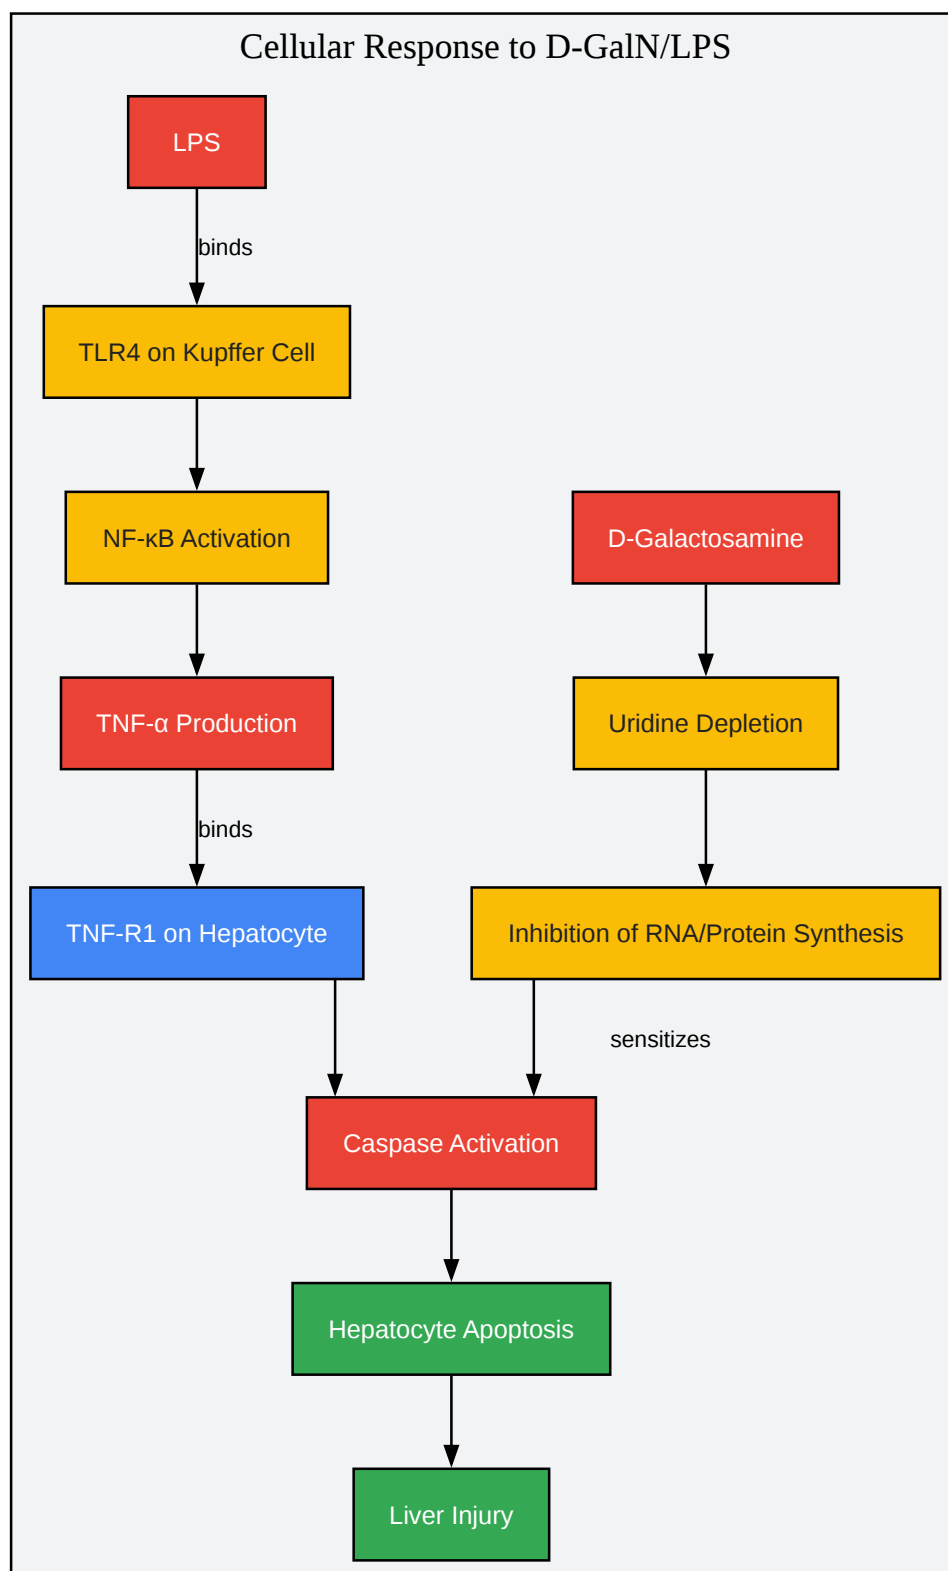 Cellular Response to D-GalN/LPS
LPS
binds
TLR4 on Kupffer Cell
NF-κB Activation
D-Galactosamine
TNF-α Production
Uridine Depletion
binds
TNF-R1 on Hepatocyte
Inhibition of RNA/Protein Synthesis
sensitizes
Caspase Activation
Hepatocyte Apoptosis
Liver Injury